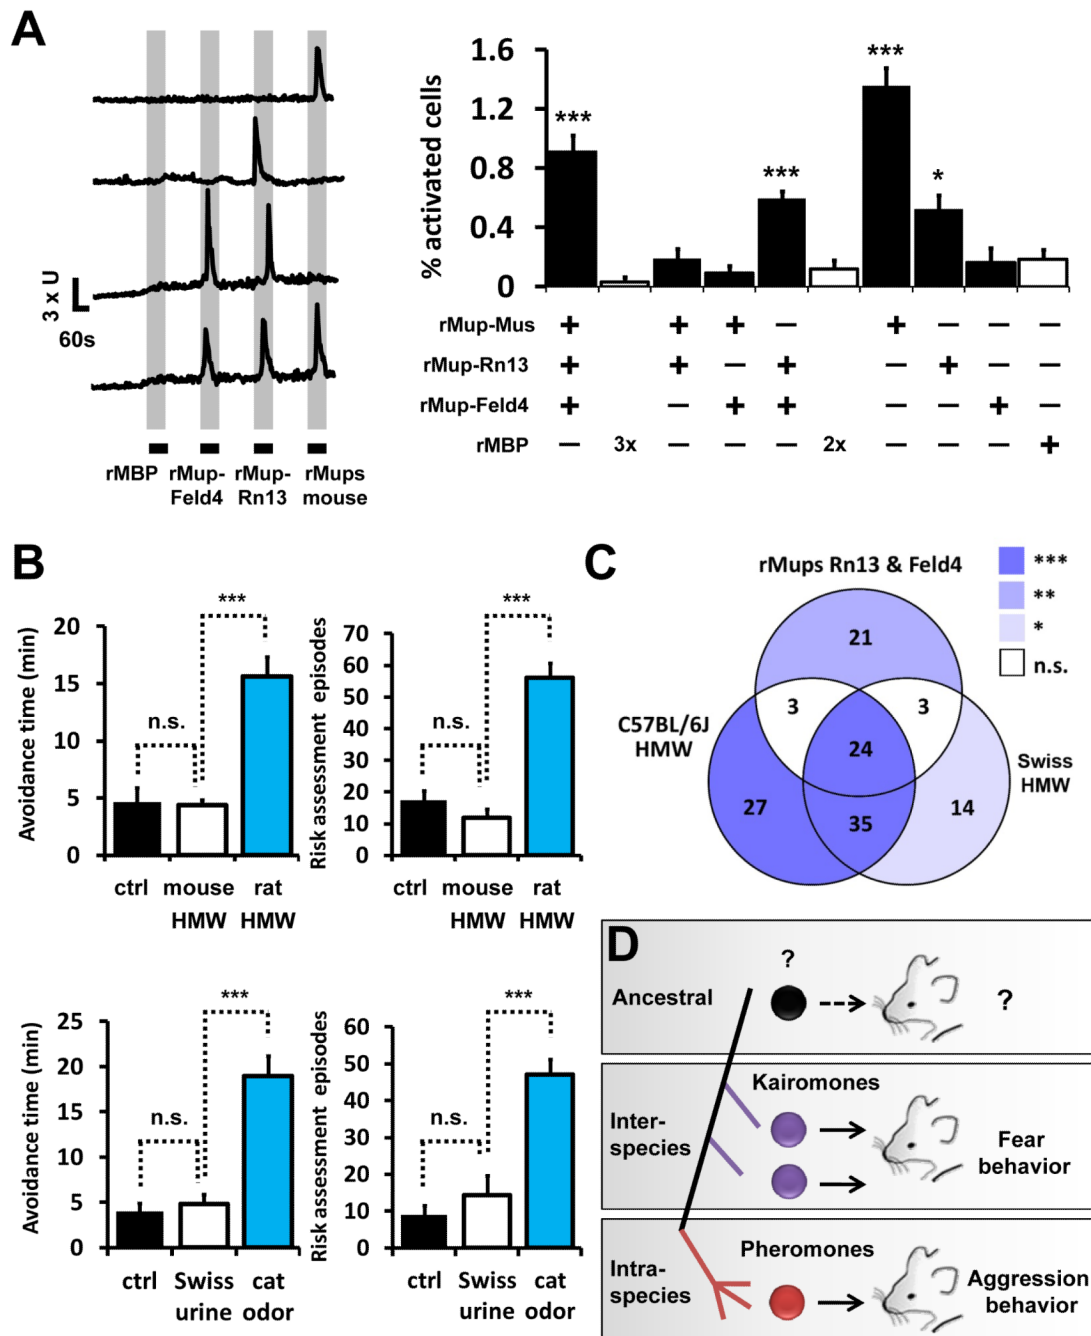 A
3 x U
60s
rMBP rMup- rMup- rMups
Feld4 Rn13 mouse
% activated cells
1.6
1.2
0.8
0.4
0
*** *** *** *
rMup-Mus + + + — + — — —
rMup-Rn13 + + — + — + — —
rMup-Feld4 + — + + — — + —
rMBP — 3x — — — 2x — — — +
B
Avoidance time (min)
20
15
10
5
0
n.s.
***
ctrl mouse rat
HMW HMW
Risk assessment episodes
70
60
50
40
30
20
10
0
n.s.
***
ctrl mouse rat
HMW HMW
Avoidance time (min)
25
20
15
10
5
0
n.s.
***
ctrl Swiss cat
urine odor
Risk assessment episodes
60
50
40
30
20
10
0
n.s.
***
ctrl Swiss cat
urine odor
C
rMups Rn13 & Feld4
***
**
*
n.s.
21
3 3
C57BL/6J
HMW
24
Swiss
HMW
27 35 14
D
?
Ancestral
?
Kairomones
Inter-
species
Fear
behavior
Pheromones
Intra-
species
Aggression
behavior